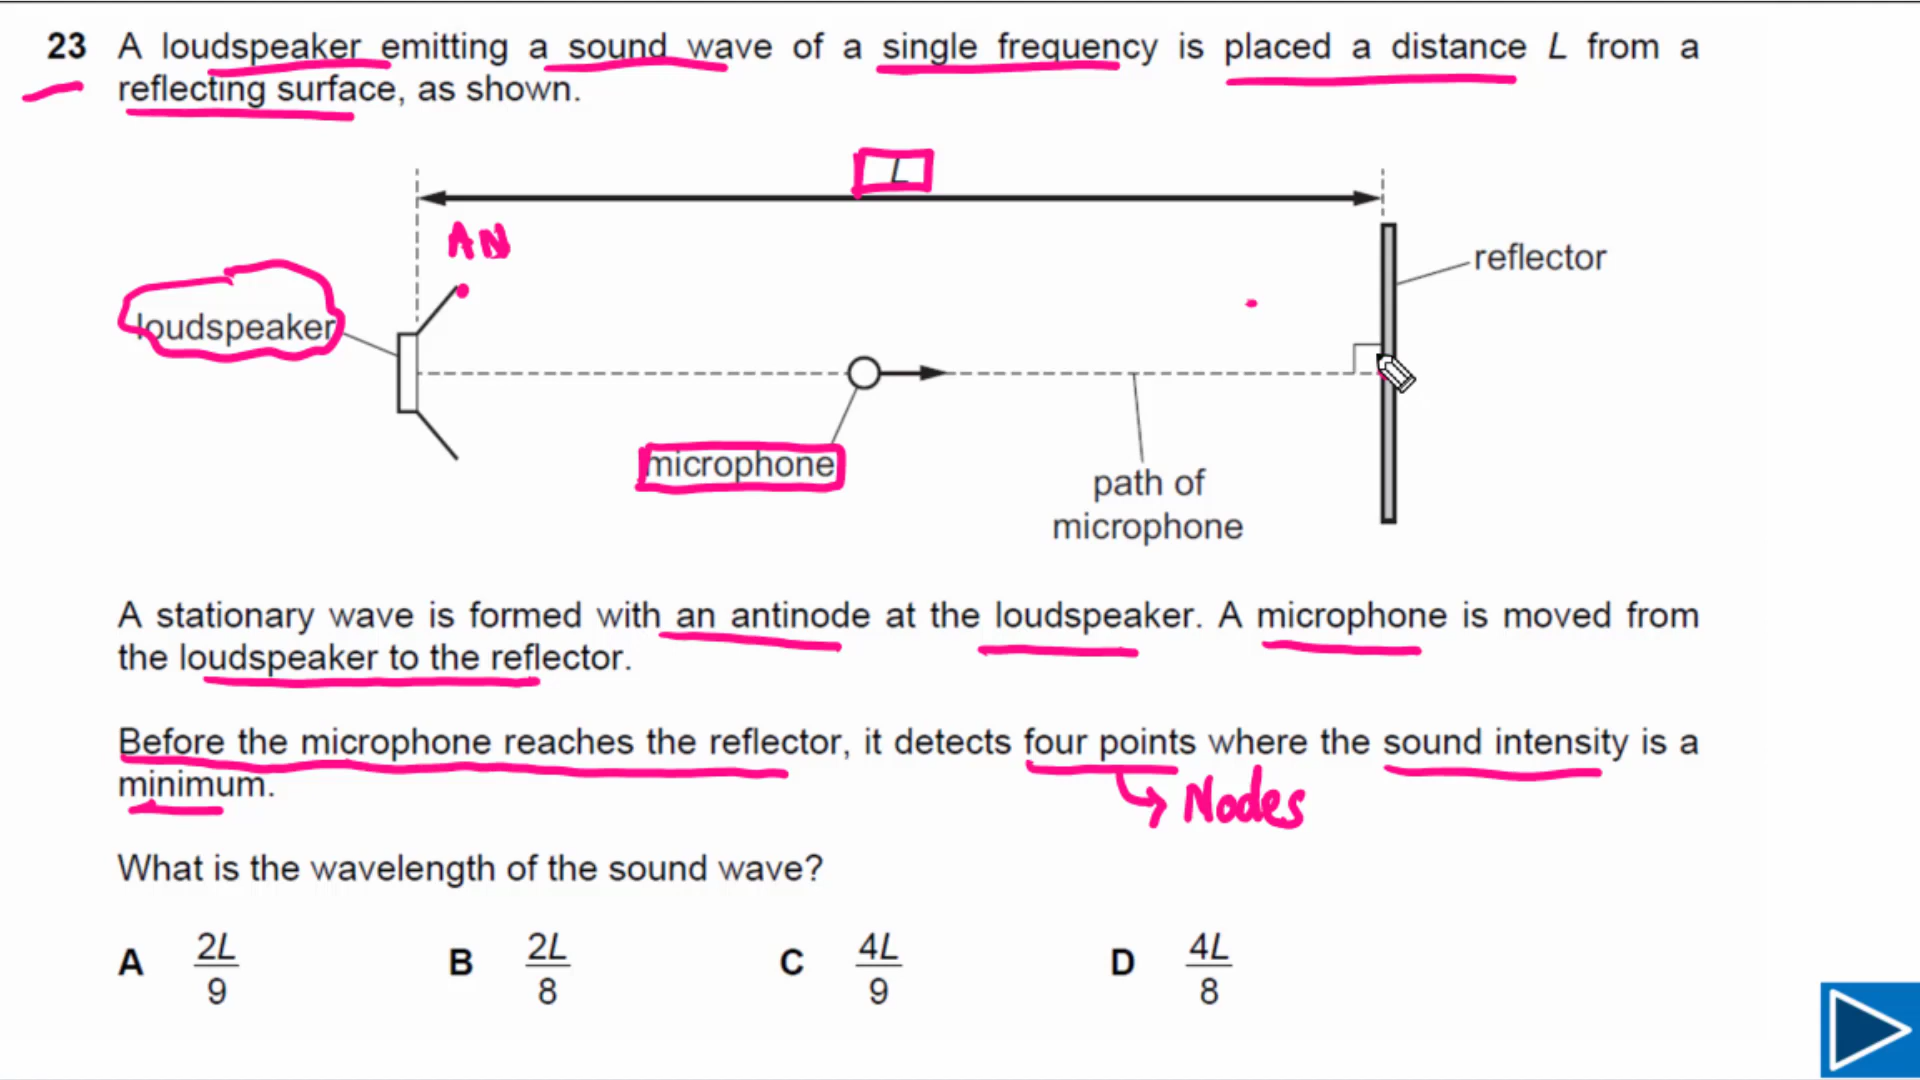 23 A loudspeaker emitting a sound wave of a single frequency is placed a distance L from a
reflecting surface, as shown.
L
AN
reflector
loudspeaker
microphone
path of
microphone
A stationary wave is formed with an antinode at the loudspeaker. A microphone is moved from
the loudspeaker to the reflector.
Before the microphone reaches the reflector, it detects four points where the sound intensity is a
minimum.
Nodes
What is the wavelength of the sound wave?
A 2L/9 B 2L/8 C 4L/9 D 4L/8